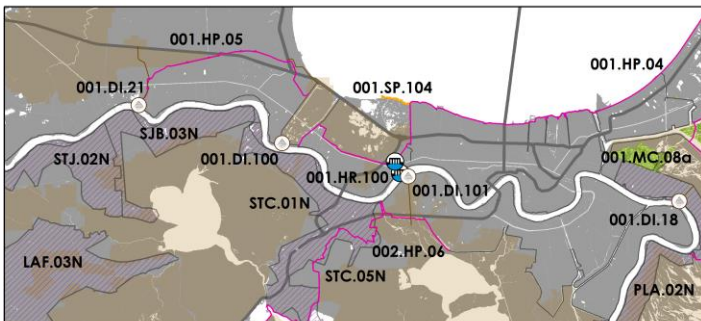 001.HP.05
001.SP.104
001.HP.04
001.DI.21
SJB.03N
001.DI.100
STJ.02N
001.MC.08a
001.HR.100
001.DI.101
STC.01N
001.DI.18
002.HP.06
LAF.03N
STC.05N
PLA.02N